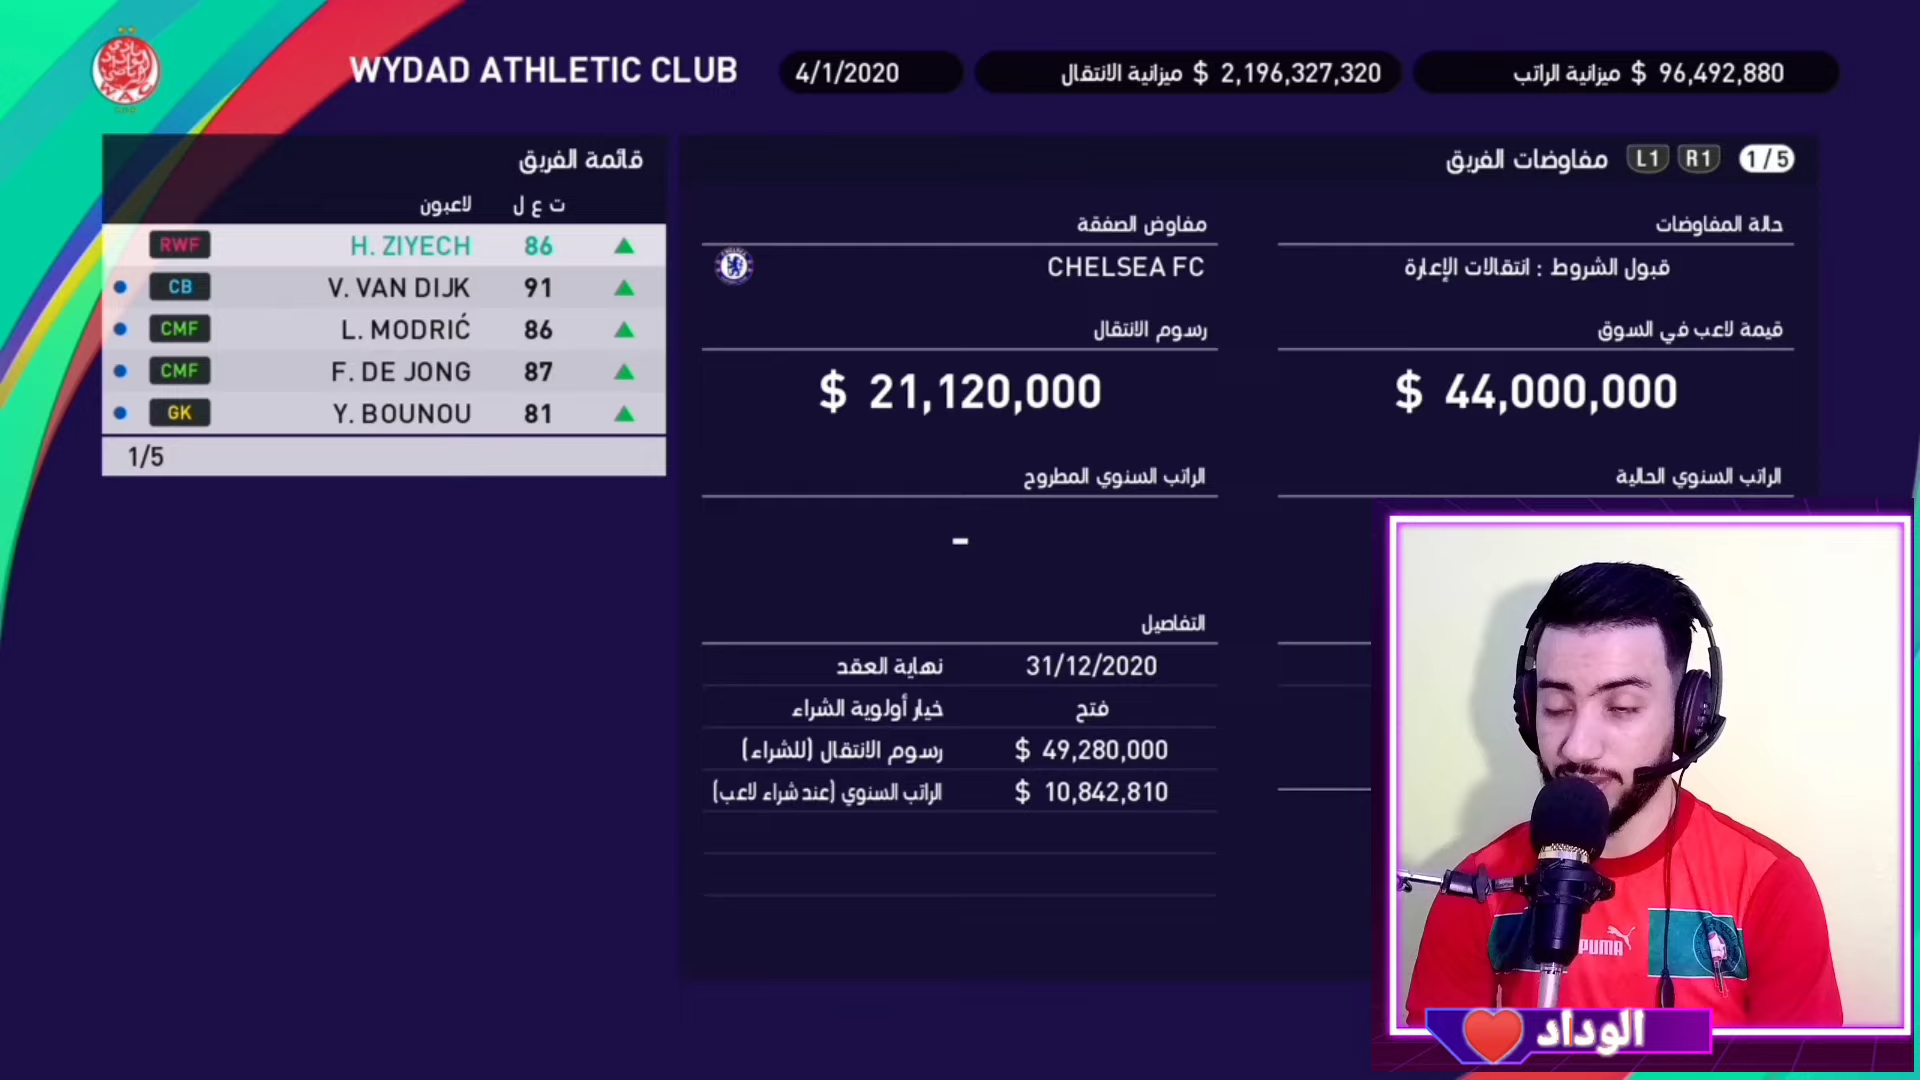 WYDAD ATHLETIC CLUB
4/1/2020
ميزانية الانتقال $ 2,196,327,320
ميزانية الراتب $ 96,492,880
قائمة الفريق
لاعبون ت ع ل
RWF H. ZIYECH 86
CB V. VAN DIJK 91
CMF L. MODRIĆ 86
CMF F. DE JONG 87
GK Y. BOUNOU 81
1/5
مفاوضات الفريق L1 R1 1/5
مفاوض الصفقة
CHELSEA FC
حالة المفاوضات
قبول الشروط : انتقالات الإعارة
رسوم الانتقال
$ 21,120,000
قيمة لاعب في السوق
$ 44,000,000
الراتب السنوي المطروح
-
الراتب السنوي الحالية
التفاصيل
نهاية العقد 31/12/2020
خيار أولوية الشراء فتح
رسوم الانتقال (للشراء) $ 49,280,000
الراتب السنوي (عند شراء لاعب) $ 10,842,810
PUMA
الوداد